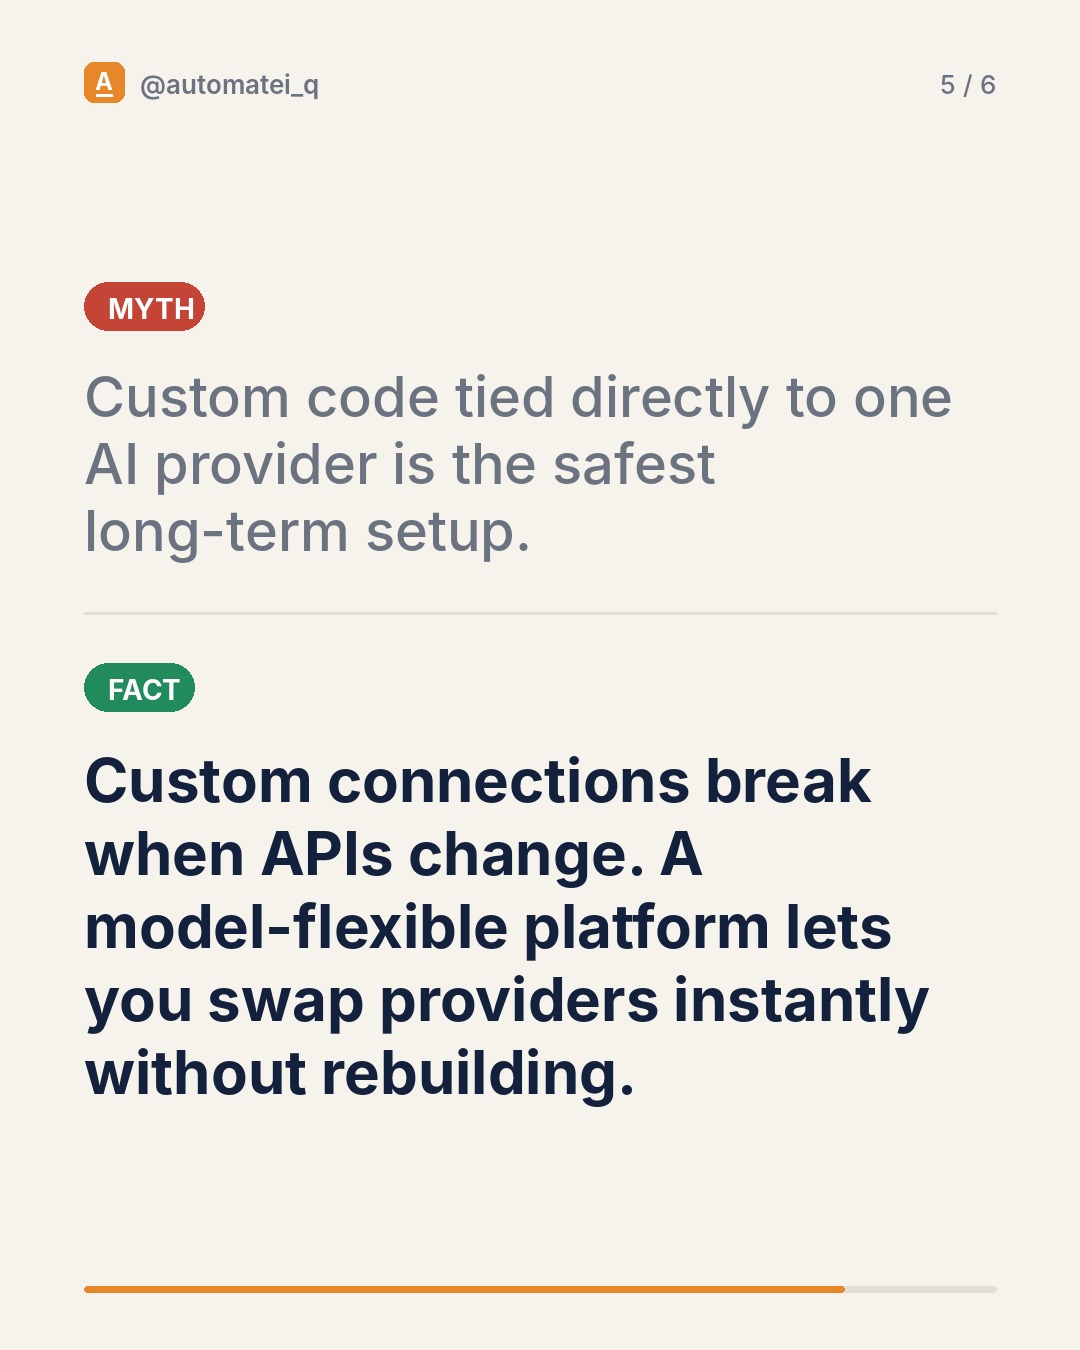 A @automatei_q
5 / 6
MYTH
Custom code tied directly to one
AI provider is the safest
long-term setup.
FACT
Custom connections break
when APIs change. A
model-flexible platform lets
you swap providers instantly
without rebuilding.